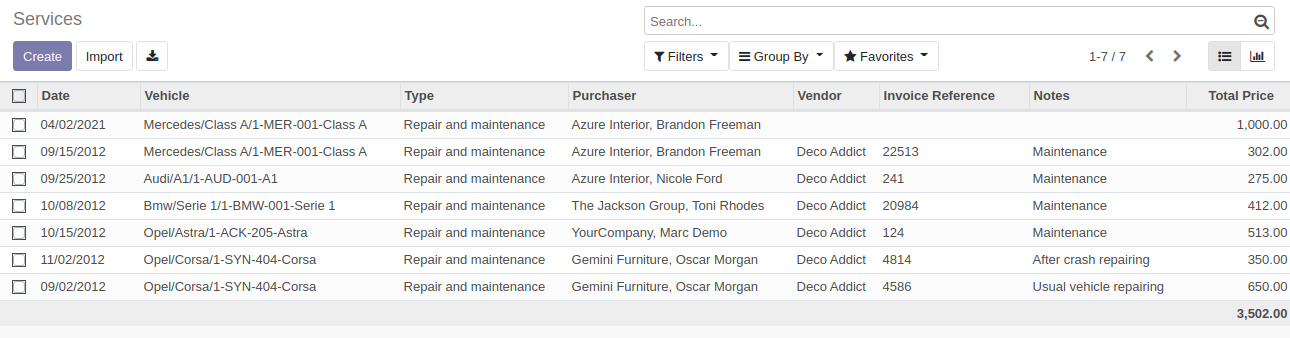 Services
Search...
Create Import Filters Group By Favorites 1-7 / 7
Date Vehicle Type Purchaser Vendor Invoice Reference Notes Total Price
04/02/2021 Mercedes/Class A/1-MER-001-Class A Repair and maintenance Azure Interior, Brandon Freeman 1,000.00
09/15/2012 Mercedes/Class A/1-MER-001-Class A Repair and maintenance Azure Interior, Brandon Freeman Deco Addict 22513 Maintenance 302.00
09/25/2012 Audi/A1/1-AUD-001-A1 Repair and maintenance Azure Interior, Nicole Ford Deco Addict 241 Maintenance 275.00
10/08/2012 Bmw/Serie 1/1-BMW-001-Serie 1 Repair and maintenance The Jackson Group, Toni Rhodes Deco Addict 20984 Maintenance 412.00
10/15/2012 Opel/Astra/1-ACK-205-Astra Repair and maintenance YourCompany, Marc Demo Deco Addict 124 Maintenance 513.00
11/02/2012 Opel/Corsa/1-SYN-404-Corsa Repair and maintenance Gemini Furniture, Oscar Morgan Deco Addict 4814 After crash repairing 350.00
09/02/2012 Opel/Corsa/1-SYN-404-Corsa Repair and maintenance Gemini Furniture, Oscar Morgan Deco Addict 4586 Usual vehicle repairing 650.00
3,502.00